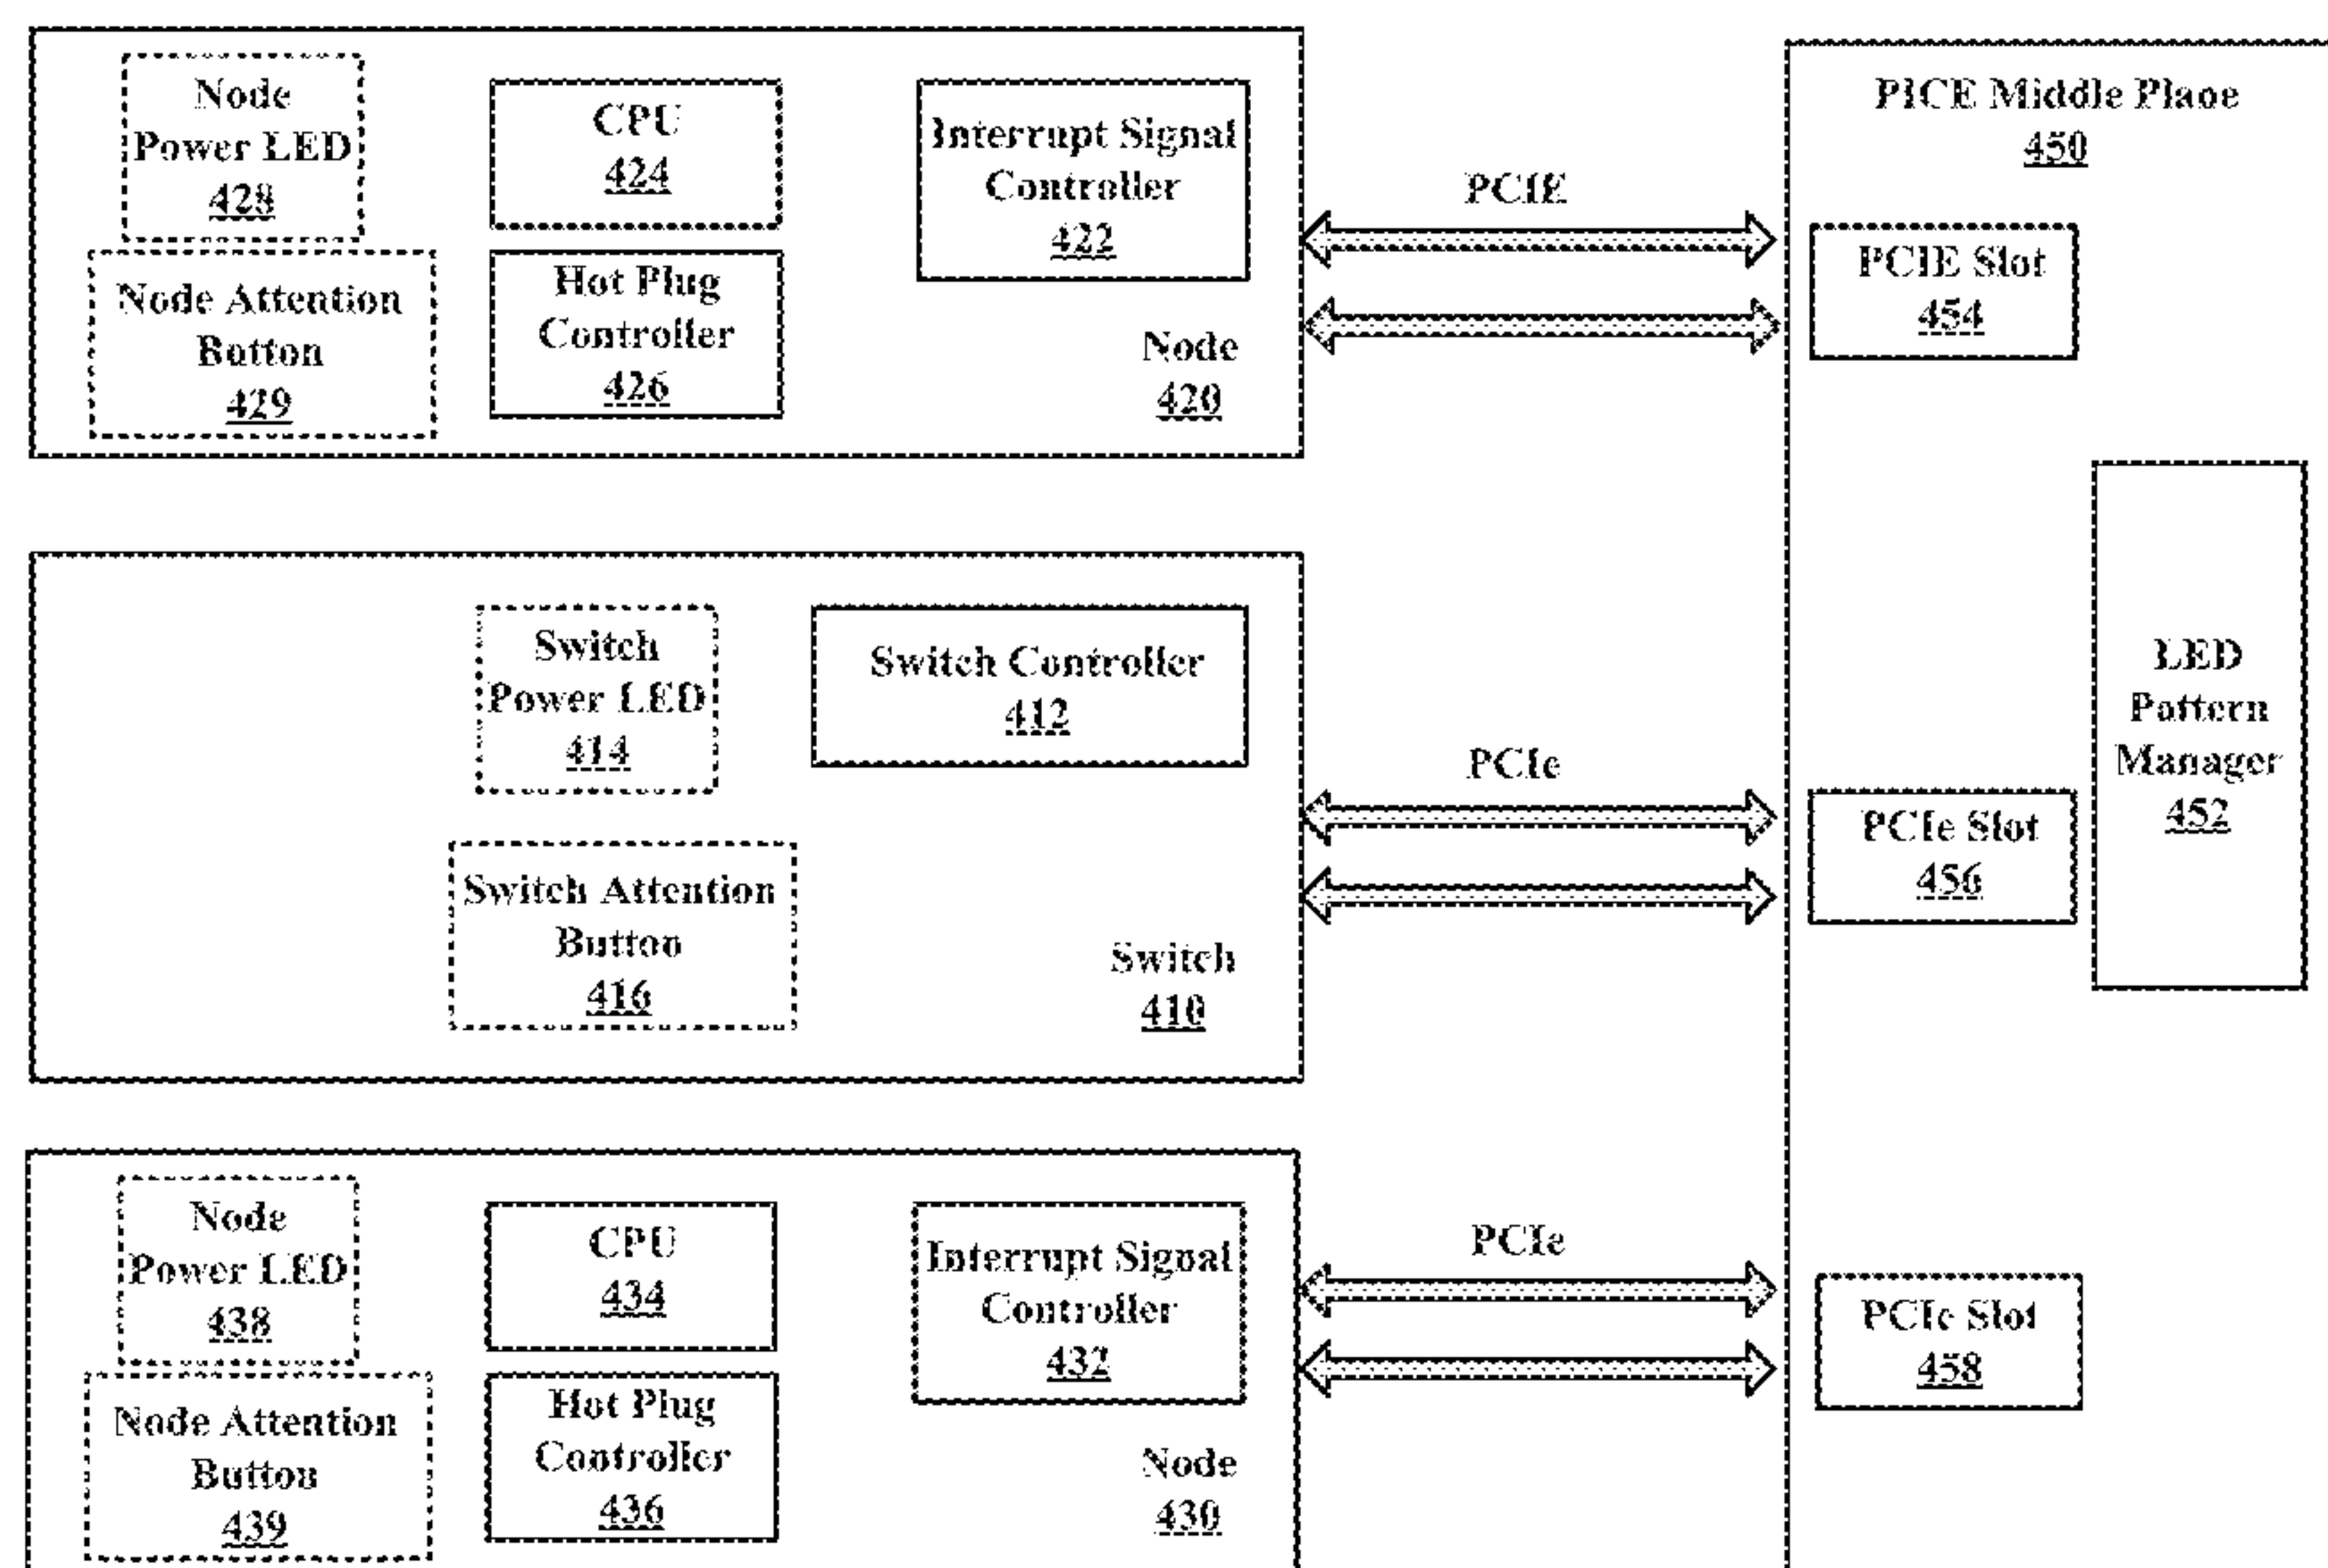 Node
Power LED
428
CPU
424
Interrupt Signal
Controller
422
Node Attention
Button
429
Hot Plug
Controller
426
Node
420
PCIE
PICE Middle Plane
450
PCIE Slot
454
Switch
Power LED
414
Switch Controller
412
Switch Attention
Button
416
Switch
410
PCIe
PCIe Slot
456
LED
Pattern
Manager
452
Node
Power LED
438
CPU
434
Interrupt Signal
Controller
432
Node Attention
Button
439
Hot Plug
Controller
436
Node
430
PCIe
PCIe Slot
458